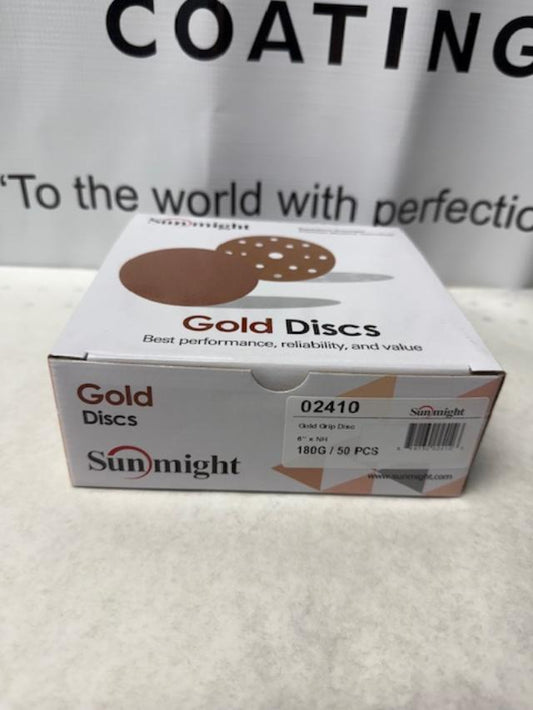 COATING
"To the world with perfectio
Sunmight
Gold Discs
Best performance, reliability, and value
Gold
Discs
Sunmight
02410
Sunmight
Gold Grip Disc
6" x NH
180G / 50 PCS
www.sunmight.com